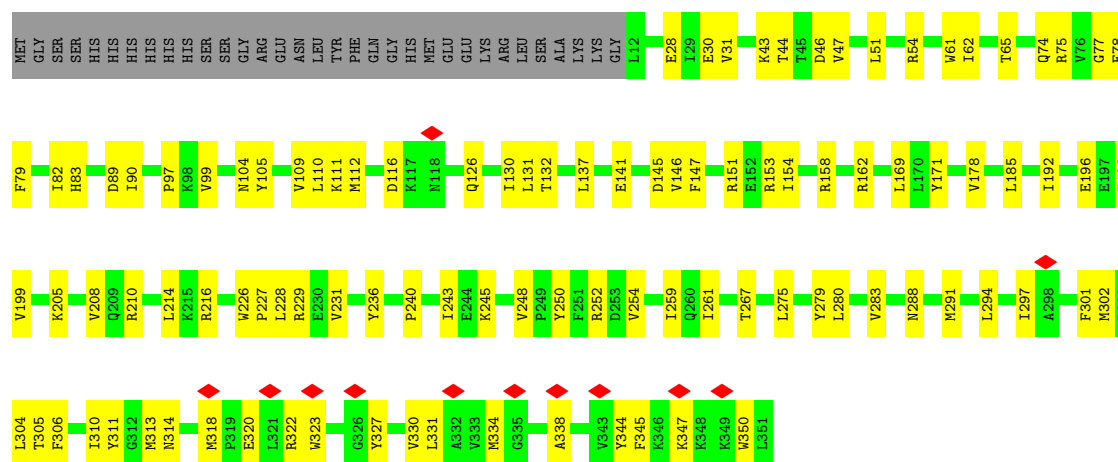 MET GLY SER SER HIS HIS HIS HIS HIS HIS SER SER GLY ARG GLU ASN LEU TYR PHE GLN GLY HIS MET GLU GLU LYS ARG LEU SER ALA LYS LYS GLY L12 E28 I29 E30 V31 K43 T44 T45 D46 V47 L51 R54 W61 I62 T65 Q74 R75 V76 G77
F79 I82 H83 D89 I90 P97 K98 V99 N104 Y105 V109 L110 K111 M112 D116 K117 N118 Q126 I130 L131 T132 L137 E141 D145 V146 F147 R151 E152 R153 I154 R158 R162 L169 L170 Y171 V178 L185 I192 E196 E197
V199 K205 V208 Q209 R210 L214 K215 R216 W226 P227 L228 R229 E230 V231 Y236 P240 I243 E244 K245 V248 P249 Y250 F251 R252 D253 V254 I259 Q260 I261 T267 L275 Y279 L280 V283 N288 M291 L294 I297 A298 F301 M302
L304 T305 F306 I310 Y311 G312 M313 N314 M318 P319 E320 L321 R322 W323 G326 Y327 V330 L331 A332 V333 M334 G335 A338 V343 Y344 F345 K346 K347 K348 K349 W350 L351